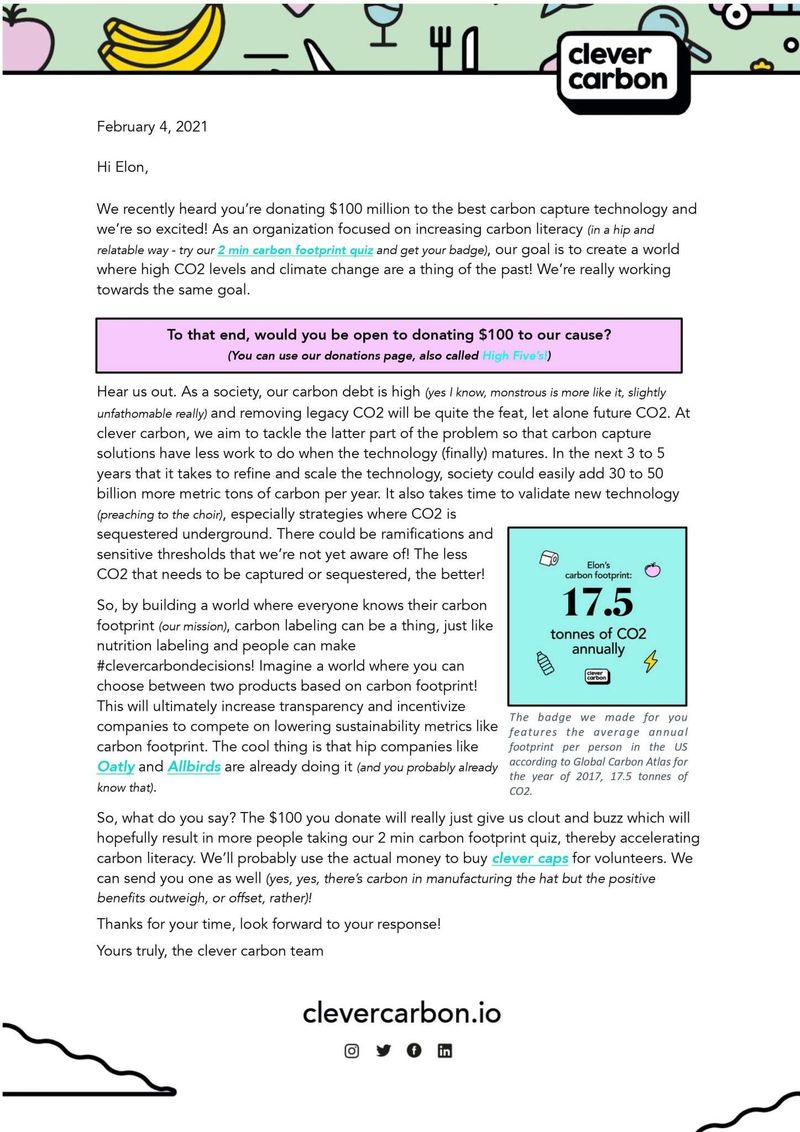 clever
carbon
February 4, 2021
Hi Elon,
We recently heard you're donating $100 million to the best carbon capture technology and
we're so excited! As an organization focused on increasing carbon literacy (in a hip and
relatable way - try our 2 min carbon footprint quiz and get your badge), our goal is to create a world
where high CO2 levels and climate change are a thing of the past! We're really working
towards the same goal.
To that end, would you be open to donating $100 to our cause?
(You can use our donations page, also called High Five's!)
Hear us out. As a society, our carbon debt is high (yes I know, monstrous is more like it, slightly
unfathomable really) and removing legacy CO2 will be quite the feat, let alone future CO2. At
clever carbon, we aim to tackle the latter part of the problem so that carbon capture
solutions have less work to do when the technology (finally) matures. In the next 3 to 5
years that it takes to refine and scale the technology, society could easily add 30 to 50
billion more metric tons of carbon per year. It also takes time to validate new technology
(preaching to the choir), especially strategies where CO2 is
sequestered underground. There could be ramifications and
sensitive thresholds that we're not yet aware of! The less
CO2 that needs to be captured or sequestered, the better!
So, by building a world where everyone knows their carbon
footprint (our mission), carbon labeling can be a thing, just like
nutrition labeling and people can make
#clevercarbondecisions! Imagine a world where you can
choose between two products based on carbon footprint!
This will ultimately increase transparency and incentivize
companies to compete on lowering sustainability metrics like
carbon footprint. The cool thing is that hip companies like
Oatly and Allbirds are already doing it (and you probably already
know that).
Elon's
carbon footprint:
17.5
tonnes of CO2
annually
clever
carbon
The badge we made for you
features the average annual
footprint per person in the US
according to Global Carbon Atlas for
the year of 2017, 17.5 tonnes of
CO2.
So, what do you say? The $100 you donate will really just give us clout and buzz which will
hopefully result in more people taking our 2 min carbon footprint quiz, thereby accelerating
carbon literacy. We'll probably use the actual money to buy clever caps for volunteers. We
can send you one as well (yes, yes, there's carbon in manufacturing the hat but the positive
benefits outweigh, or offset, rather)!
Thanks for your time, look forward to your response!
Yours truly, the clever carbon team
clevercarbon.io